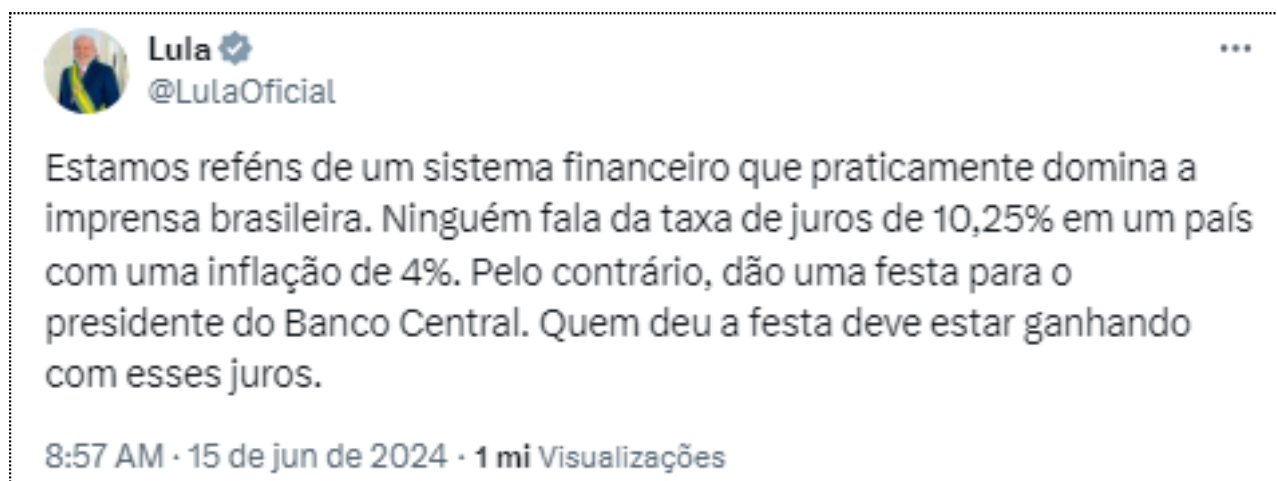 Lula
@LulaOficial
Estamos reféns de um sistema financeiro que praticamente domina a
imprensa brasileira. Ninguém fala da taxa de juros de 10,25% em um país
com uma inflação de 4%. Pelo contrário, dão uma festa para o
presidente do Banco Central. Quem deu a festa deve estar ganhando
com esses juros.
8:57 AM · 15 de jun de 2024 · 1 mi Visualizações